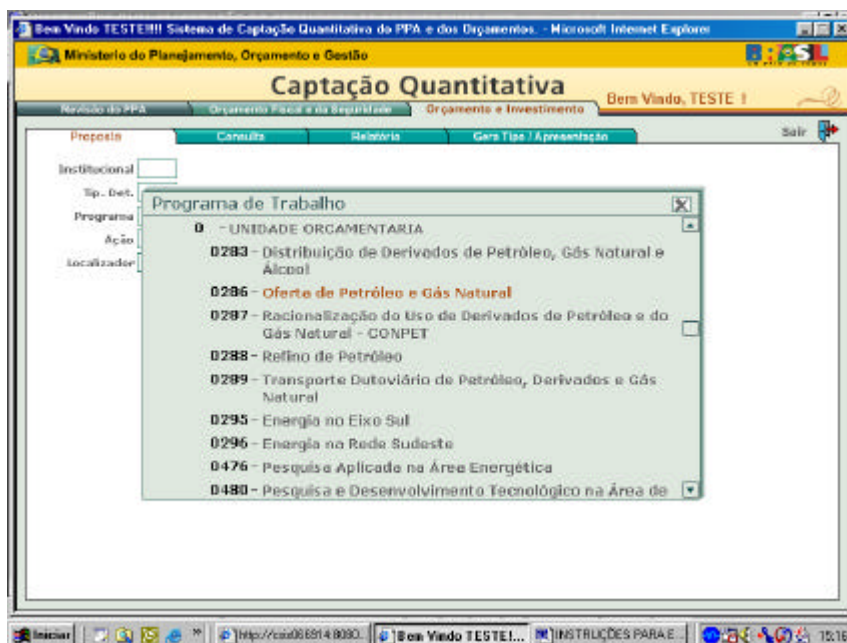 Bem Vindo TESTE!!!! Sistema de Captação Quantitativa do PPA e dos Orçamentos. - Microsoft Internet Explorer
Ministerio do Planejamento, Orçamento e Gestão
Captação Quantitativa
Bem Vindo, TESTE !
Revisão do PPA
Orçamento Fiscal e da Seguridade
Orçamento e Investimento
Proposta
Consulta
Relatório
Gera Tipo / Apresentação
Sair
Institucional
Tip. Det.
Programa
Ação
Localizador
Programa de Trabalho
0 - UNIDADE ORCAMENTARIA
0283 - Distribuição de Derivados de Petróleo, Gás Natural e
Álcool
0286 - Oferta de Petróleo e Gás Natural
0287 - Racionalização do Uso de Derivados de Petróleo e do
Gás Natural - CONPET
0288 - Refino de Petróleo
0289 - Transporte Dutoviário de Petróleo, Derivados e Gás
Natural
0295 - Energia no Eixo Sul
0296 - Energia na Rede Sudeste
0476 - Pesquisa Aplicada na Área Energética
0480 - Pesquisa e Desenvolvimento Tecnológico na Área de
Iniciar
Bem Vindo TESTE!...
INSTRUÇÕES PARA E...